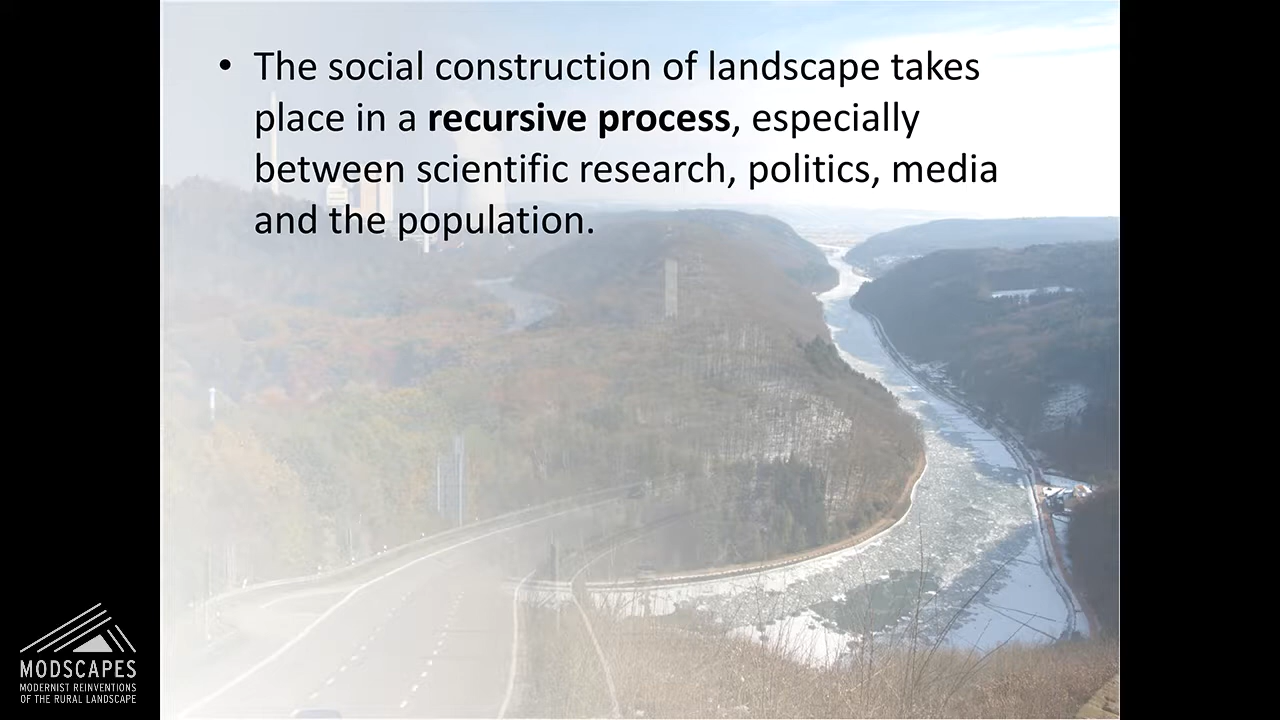 • The social construction of landscape takes
place in a recursive process, especially
between scientific research, politics, media
and the population.
MODSCAPES
MODERNIST REINVENTIONS
OF THE RURAL LANDSCAPE